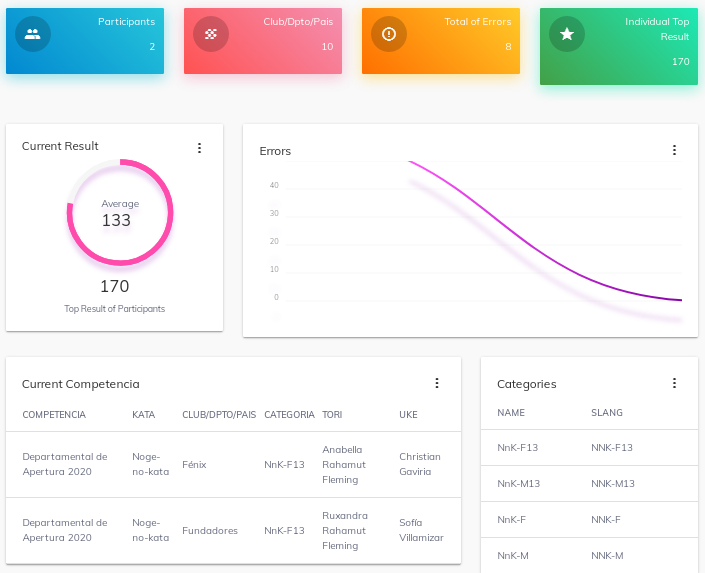 Participants
2
Club/Dpto/Pais
10
Total of Errors
8
Individual Top
Result
170
Current Result
Average
133
170
Top Result of Participants
Errors
40
30
20
10
0
Current Competencia
COMPETENCIA KATA CLUB/DPTO/PAIS CATEGORIA TORI UKE
Departamental de
Apertura 2020
Noge-
no-kata
Fénix
NnK-F13
Anabella
Rahamut
Fleming
Christian
Gaviria
Departamental de
Apertura 2020
Noge-
no-kata
Fundadores
NnK-F13
Ruxandra
Rahamut
Fleming
Sofía
Villamizar
Categories
NAME SLANG
NnK-F13 NNK-F13
NnK-M13 NNK-M13
NnK-F NNK-F
NnK-M NNK-M